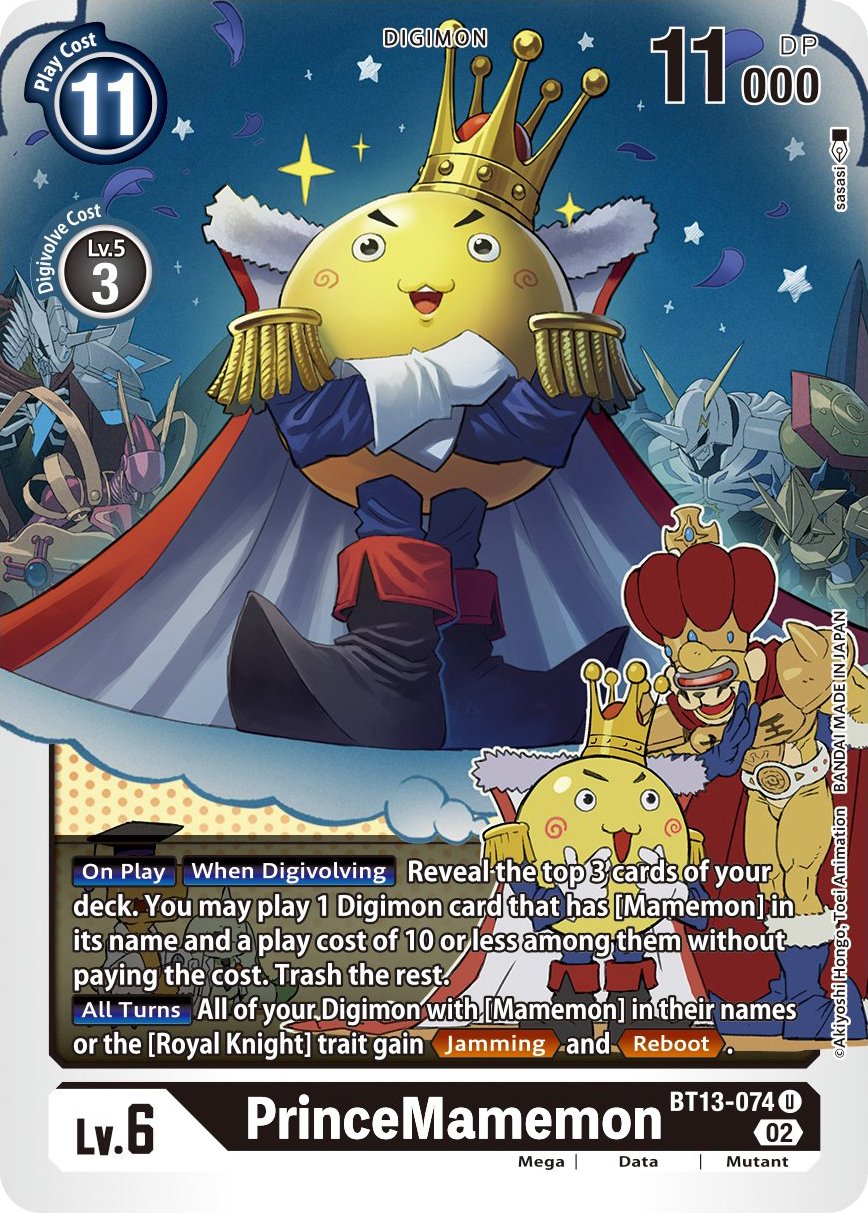 DIGIMON
Play Cost
11
11000 DP
Digivolve Cost
Lv.5
3
sasasi
On Play When Digivolving Reveal the top 3 cards of your
deck. You may play 1 Digimon card that has [Mamemon] in
its name and a play cost of 10 or less among them without
paying the cost. Trash the rest.
All Turns All of your Digimon with [Mamemon] in their names
or the [Royal Knight] trait gain Jamming and Reboot.
©Akiyoshi Hongo, Toei Animation BANDAI MADE IN JAPAN
Lv.6
PrinceMamemon
BT13-074 U
02
Mega | Data | Mutant